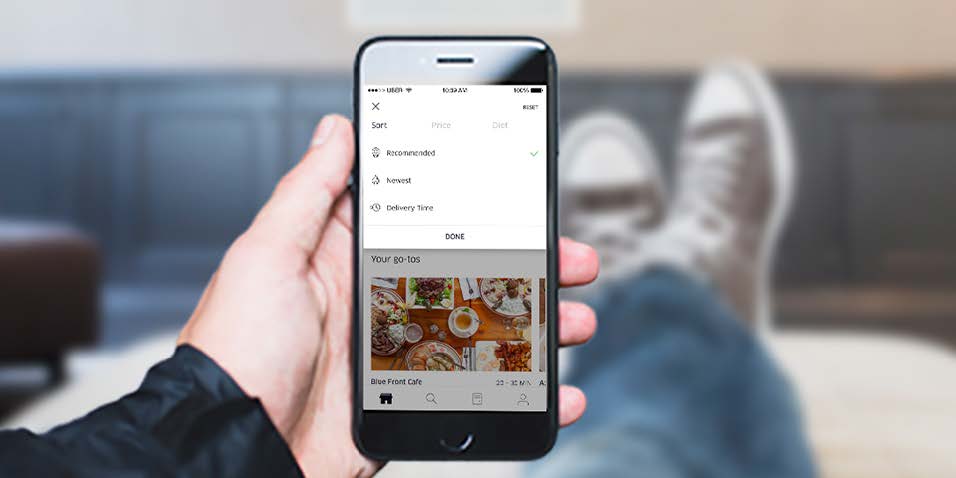 UBER 10:39 AM 100%
RESET
Sort Price Diet
Recommended
Newest
Delivery Time
DONE
Your go-tos
Blue Front Cafe 20 - 30 MIN A